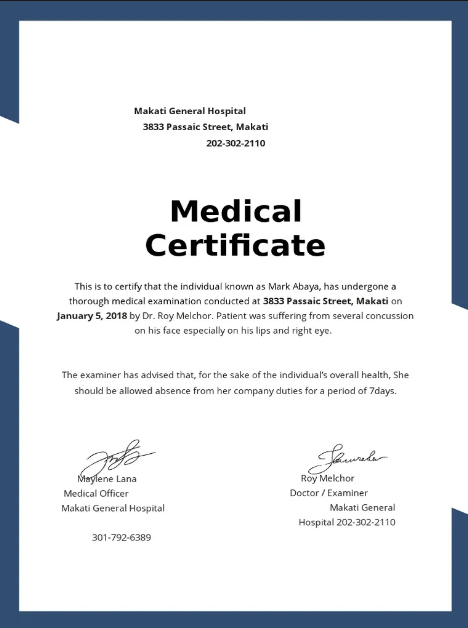 Makati General Hospital
3833 Passaic Street, Makati
202-302-2110
Medical
Certificate
This is to certify that the individual known as Mark Abaya, has undergone a
thorough medical examination conducted at 3833 Passaic Street, Makati on
January 5, 2018 by Dr. Roy Melchor. Patient was suffering from several concussion
on his face especially on his lips and right eye.
The examiner has advised that, for the sake of the individual's overall health, She
should be allowed absence from her company duties for a period of 7days.
Maylene Lana
Medical Officer
Makati General Hospital
301-792-6389
Roy Melchor
Doctor / Examiner
Makati General
Hospital 202-302-2110